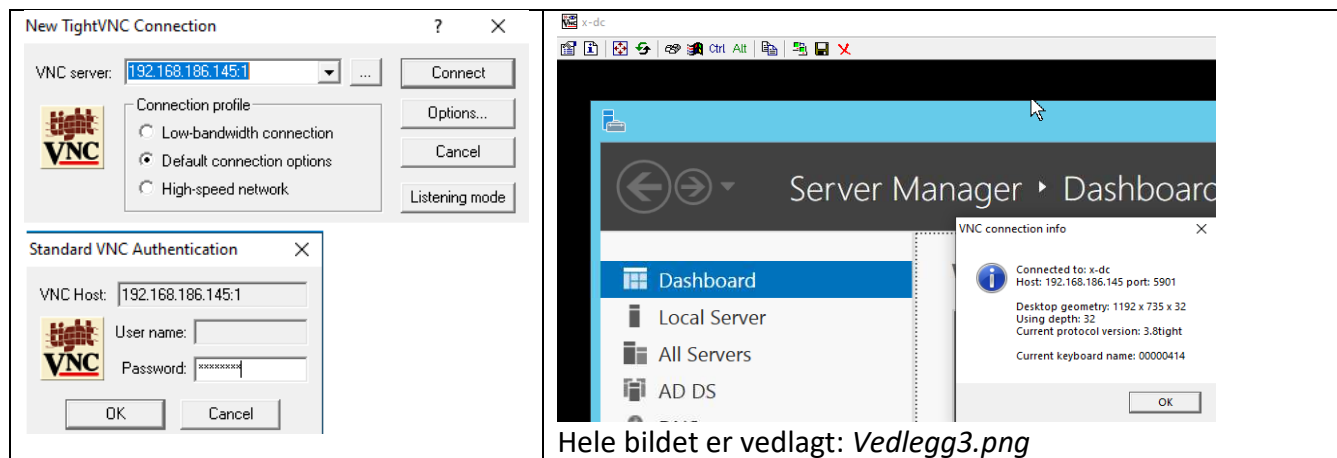 New TightVNC Connection ? ×
VNC server: 192.168.186.145:1 ... Connect
Connection profile
Low-bandwidth connection
Default connection options
High-speed network
Options...
Cancel
Listening mode
tight
VNC
Standard VNC Authentication ×
VNC Host: 192.168.186.145:1
User name:
Password: ********
tight
VNC
OK Cancel
x-dc
Ctrl Alt
Server Manager ‣ Dashboard
Dashboard
Local Server
All Servers
AD DS
VNC connection info ×
Connected to: x-dc
Host: 192.168.186.145 port: 5901
Desktop geometry: 1192 x 735 x 32
Using depth: 32
Current protocol version: 3.8tight
Current keyboard name: 00000414
OK
Hele bildet er vedlagt: Vedlegg3.png